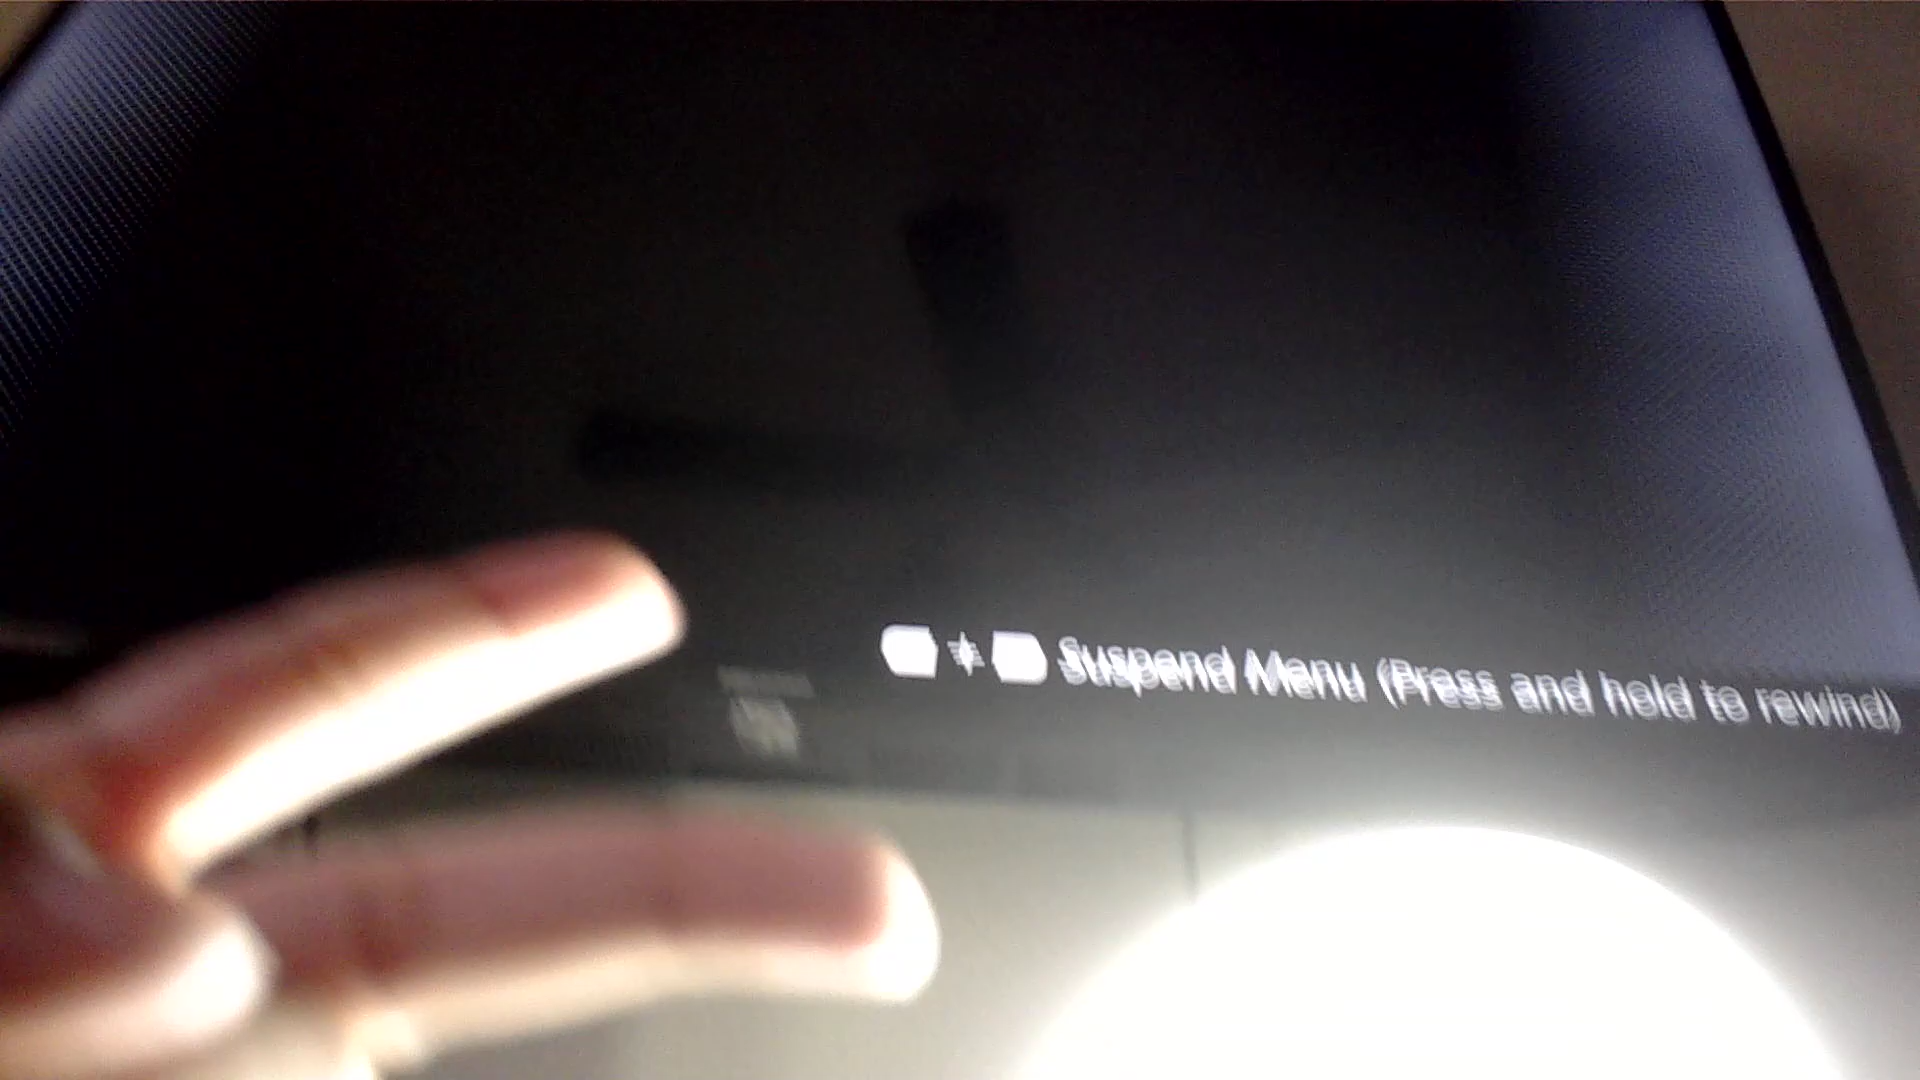 + Suspend Menu (Press and hold to rewind)